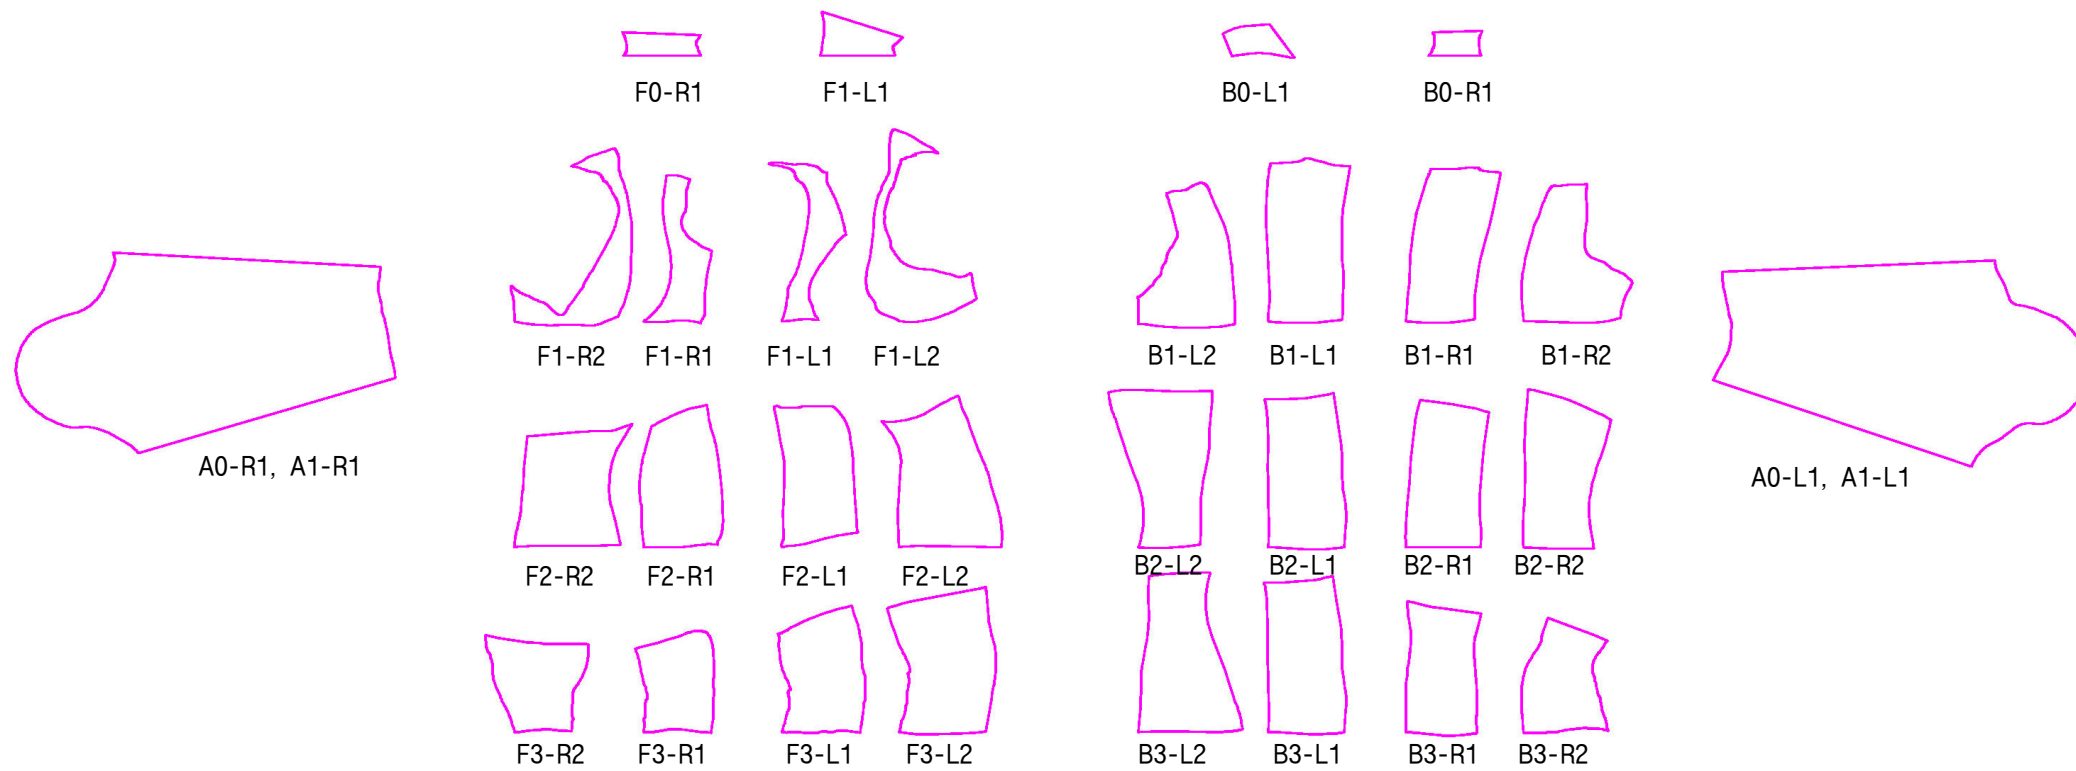 F0-R1 F1-L1 B0-L1 B0-R1
F1-R2 F1-R1 F1-L1 F1-L2 B1-L2 B1-L1 B1-R1 B1-R2
A0-R1, A1-R1
A0-L1, A1-L1
F2-R2 F2-R1 F2-L1 F2-L2 B2-L2 B2-L1 B2-R1 B2-R2
F3-R2 F3-R1 F3-L1 F3-L2 B3-L2 B3-L1 B3-R1 B3-R2